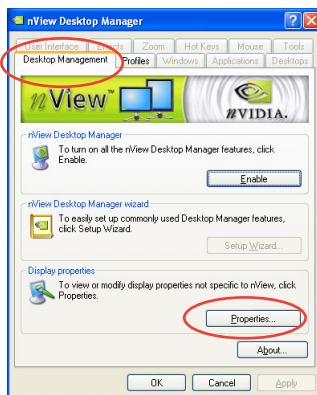 nView Desktop Manager
User Interface Effects Zoom Hot Keys Mouse Tools
Desktop Management Profiles Windows Applications Desktops
nView™ nVIDIA.
nView Desktop Manager
To turn on all the nView Desktop Manager features, click
Enable.
Enable
nView Desktop Manager wizard
To easily set up commonly used Desktop Manager features,
click Setup Wizard.
Setup Wizard...
Display properties
To view or modify display properties not specific to nView, click
Properties.
Properties...
About...
OK Cancel Apply